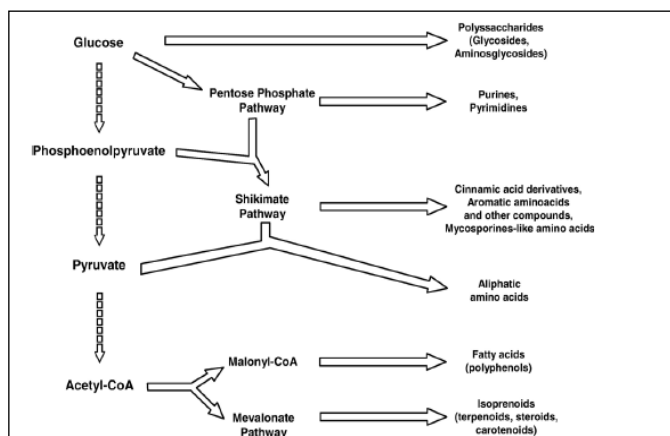 Glucose
Polyssaccharides
(Glycosides,
Aminosglycosides)
Pentose Phosphate
Pathway
Purines,
Pyrimidines
Phosphoenolpyruvate
Shikimate
Pathway
Cinnamic acid derivatives,
Aromatic aminoacids
and other compounds,
Mycosporines-like amino acids
Pyruvate
Aliphatic
amino acids
Malonyl-CoA
Fatty acids
(polyphenols)
Acetyl-CoA
Mevalonate
Pathway
Isoprenoids
(terpenoids, steroids,
carotenoids)